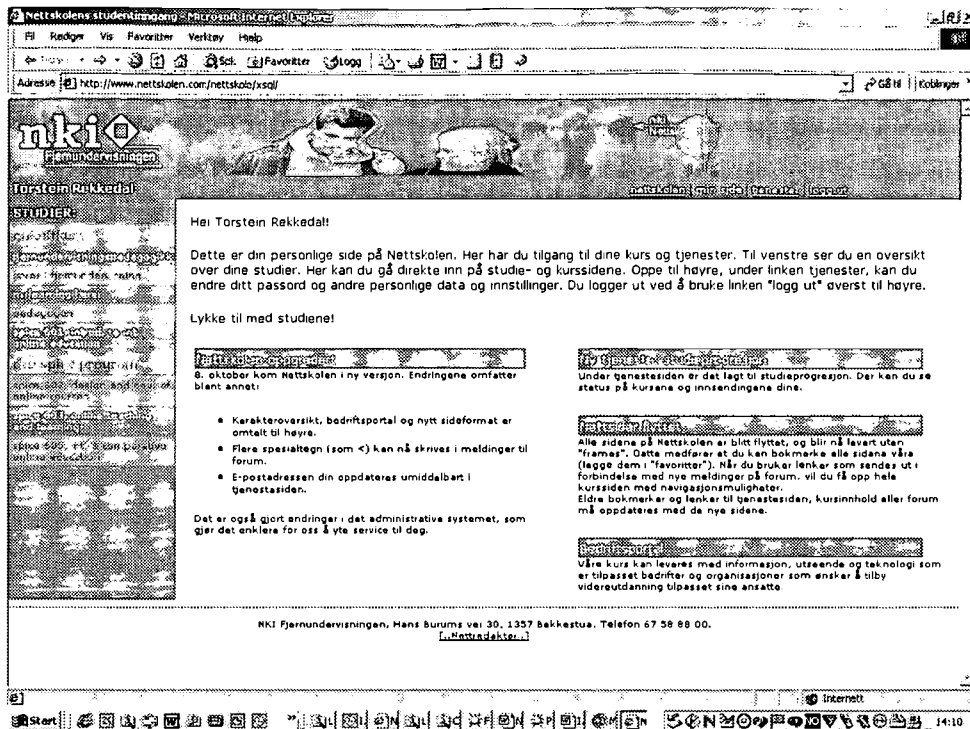 Nettskolens studentinngang - Microsoft Internet Explorer
Fil Rediger Vis Favoritter Verktøy Hjelp
Søk Favoritter Logg
Adresse http://www.nettskolen.com/nettskolo/xsql/ Gå til Koblinger
nki
Fjernundervisningen
nki
Torstein Rekkedal
nettskolen | min side | tjenester | logg ut
STUDIER:
Hei Torstein Rekkedal!
Dette er din personlige side på Nettskolen. Her har du tilgang til dine kurs og tjenester. Til venstre ser du en oversikt
over dine studier. Her kan du gå direkte inn på studie- og kurssidene. Oppe til høyre, under linken tjenester, kan du
endre ditt passord og andre personlige data og innstillinger. Du logger ut ved å bruke linken "logg ut" øverst til høyre.
Lykke til med studiene!
Nettskolen oppgradert
8. oktober kom Nettskolen i ny versjon. Endringene omfatter
blant annet:
Karakteroversikt, bedriftsportal og nytt sideformat er
omtalt til høyre.
Flere spesialtegn (som <) kan nå skrives i meldinger til
forum.
E-postadressen din oppdateres umiddelbart i
tjenestesiden.
Det er også gjort endringer i det administrative systemet, som
gjør det enklere for oss å yte service til deg.
Ny tjeneste: studieprogresjon
Under tjenestesiden er det lagt til studieprogresjon. Der kan du se
status på kursene og innsendingene dine.
Nettsider flyttet
Alle sidene på Nettskolen er blitt flyttet, og blir nå levert uten
"frames". Dette medfører at du kan bokmerke alle sidene våre
(legge dem i "favoritter"). Når du bruker lenker som sendes ut i
forbindelse med nye meldinger på forum, vil du få opp hele
kurssiden med navigasjonsmuligheter.
Eldre bokmerker og lenker til tjenestesiden, kursinnhold eller forum
må oppdateres med de nye sidene.
Bedriftsportal
Våre kurs kan leveres med informasjon, utseende og teknologi som
er tilpasset bedrifter og organisasjoner som ønsker å tilby
videreutdanning tilpasset sine ansatte
NKI Fjernundervisningen, Hans Burums vei 30, 1357 Bekkestua. Telefon 67 58 88 00.
[..Nettredaktør..]
Internett
Start 14:10